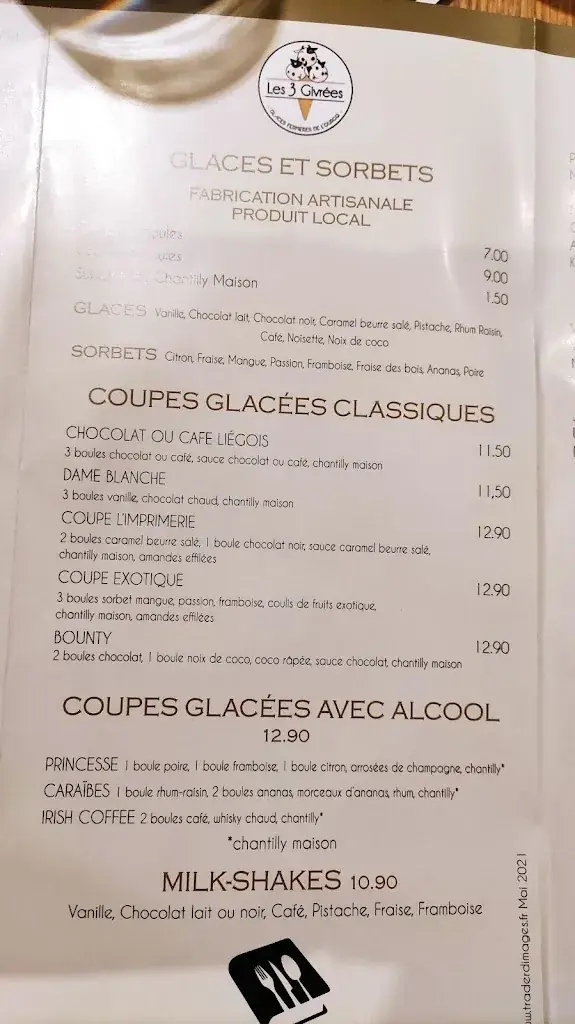 Les 3 Givrées
GLACES FERMIÈRES DE L'OURCQ
GLACES ET SORBETS
FABRICATION ARTISANALE
PRODUIT LOCAL
7.00
9.00
Chantilly Maison 1.50
GLACES Vanille, Chocolat lait, Chocolat noir, Caramel beurre salé, Pistache, Rhum Raisin,
Café, Noisette, Noix de coco
SORBETS Citron, Fraise, Mangue, Passion, Framboise, Fraise des bois, Ananas, Poire
COUPES GLACÉES CLASSIQUES
CHOCOLAT OU CAFE LIÉGOIS 11.50
3 boules chocolat ou café, sauce chocolat ou café, chantilly maison
DAME BLANCHE 11,50
3 boules vanille, chocolat chaud, chantilly maison
COUPE L'IMPRIMERIE 12.90
2 boules caramel beurre salé, 1 boule chocolat noir, sauce caramel beurre salé,
chantilly maison, amandes effilées
COUPE EXOTIQUE 12.90
3 boules sorbet mangue, passion, framboise, coulis de fruits exotique,
chantilly maison, amandes effilées
BOUNTY 12.90
2 boules chocolat, 1 boule noix de coco, coco râpée, sauce chocolat, chantilly maison
COUPES GLACÉES AVEC ALCOOL
12.90
PRINCESSE 1 boule poire, 1 boule framboise, 1 boule citron, arrosées de champagne, chantilly*
CARAÏBES 1 boule rhum-raisin, 2 boules ananas, morceaux d'ananas, rhum, chantilly*
IRISH COFFEE 2 boules café, whisky chaud, chantilly*
*chantilly maison
MILK-SHAKES 10.90
Vanille, Chocolat lait ou noir, Café, Pistache, Fraise, Framboise
w.traderdimages.fr Mai 2021